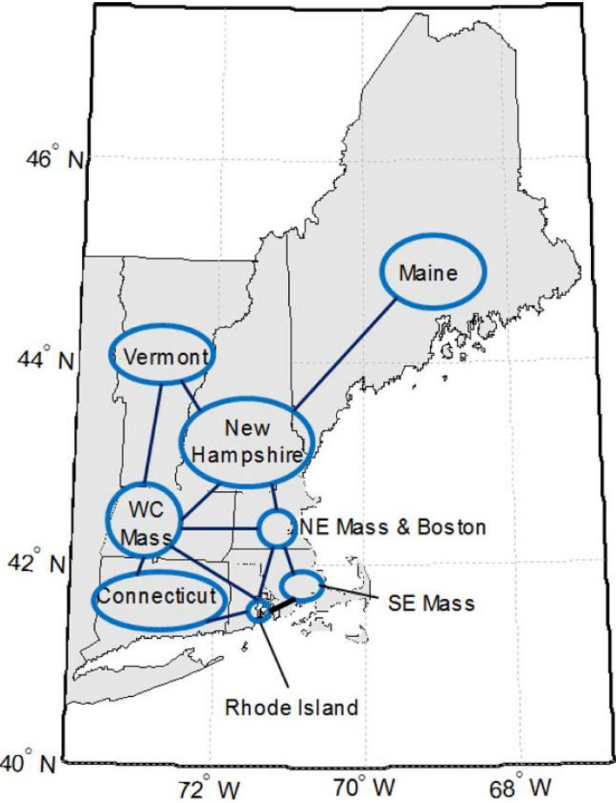 46° N
Maine
44° N
Vermont
New
Hampshire
WC
Mass
NE Mass & Boston
42° N
Connecticut
SE Mass
Rhode Island
40° N
72° W
70° W
68° W